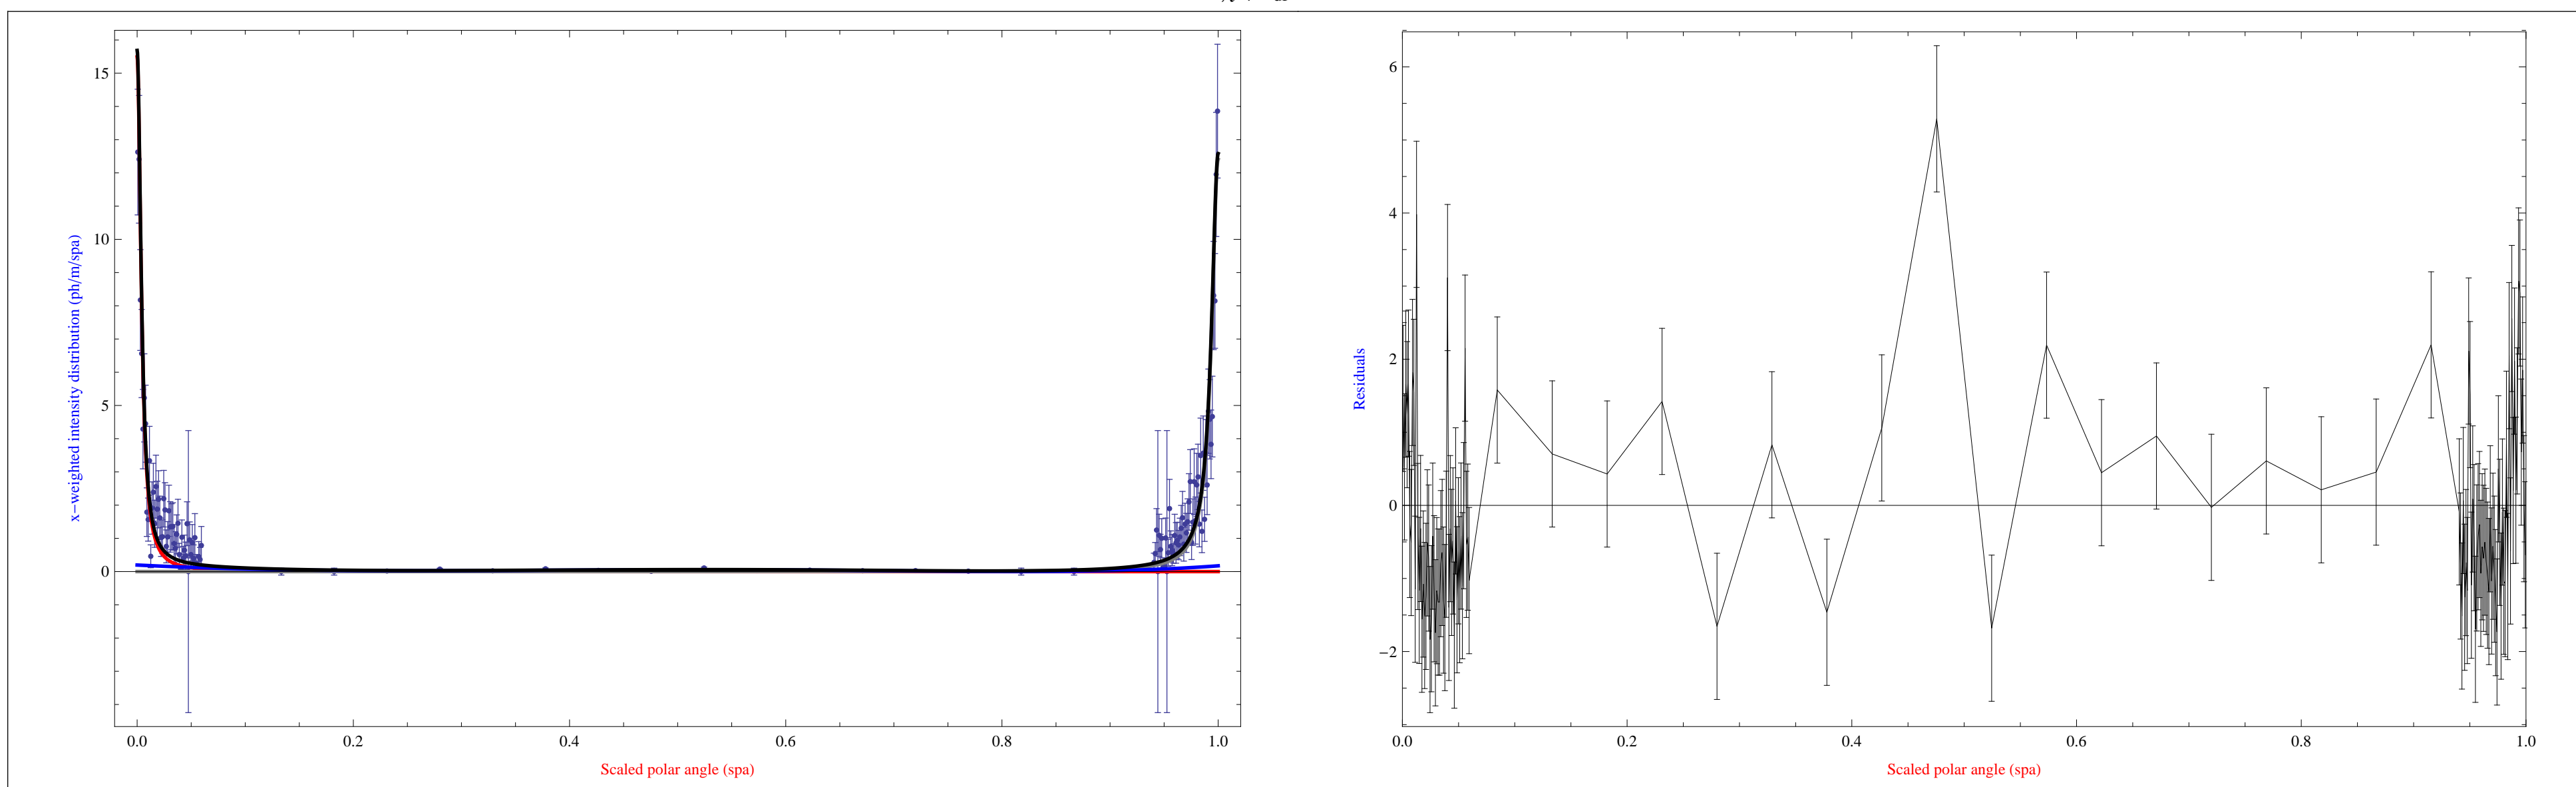 x−weighted intensity distribution (ph/m/spa)
15
10
5
0
0.0 0.2 0.4 0.6 0.8 1.0
Scaled polar angle (spa)
Residuals
6
4
2
0
−2
0.0 0.2 0.4 0.6 0.8 1.0
Scaled polar angle (spa)